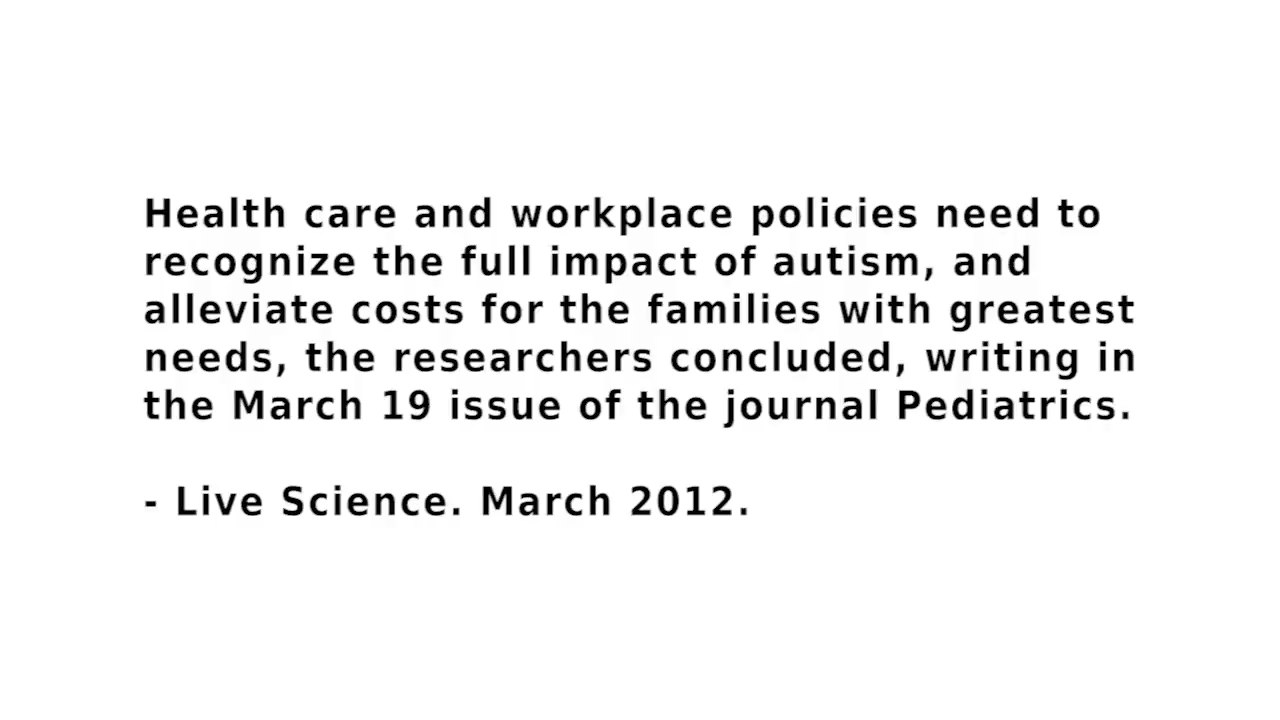 Health care and workplace policies need to
recognize the full impact of autism, and
alleviate costs for the families with greatest
needs, the researchers concluded, writing in
the March 19 issue of the journal Pediatrics.
- Live Science. March 2012.